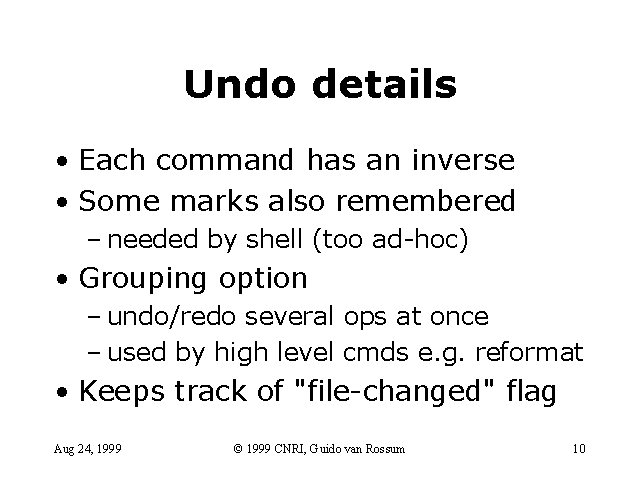 Undo details
• Each command has an inverse
• Some marks also remembered
– needed by shell (too ad-hoc)
• Grouping option
– undo/redo several ops at once
– used by high level cmds e.g. reformat
• Keeps track of "file-changed" flag
Aug 24, 1999 © 1999 CNRI, Guido van Rossum 10